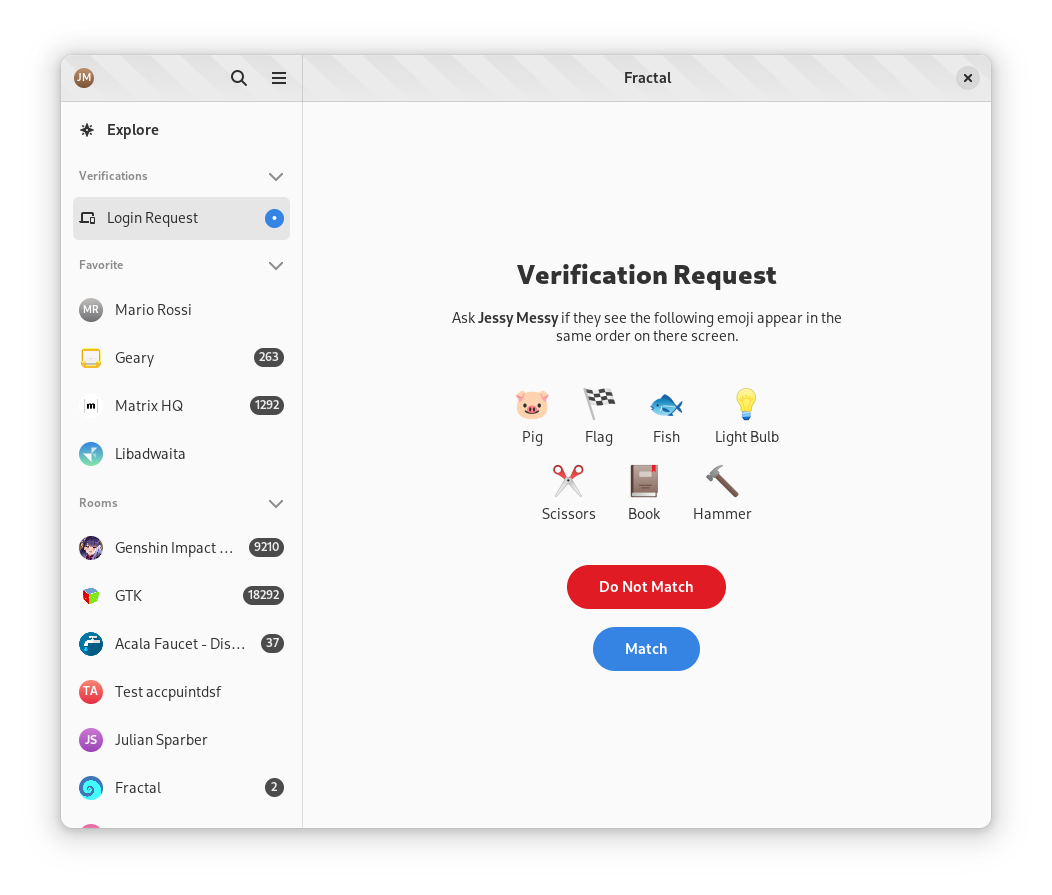 JM
Fractal
Explore
Verifications
Login Request
Favorite
MR Mario Rossi
Geary 263
m Matrix HQ 1292
Libadwaita
Rooms
Genshin Impact ... 9210
GTK 18292
Acala Faucet - Dis... 37
TA Test accpuintdsf
JS Julian Sparber
Fractal 2
Verification Request
Ask Jessy Messy if they see the following emoji appear in the
same order on there screen.
Pig Flag Fish Light Bulb
Scissors Book Hammer
Do Not Match
Match